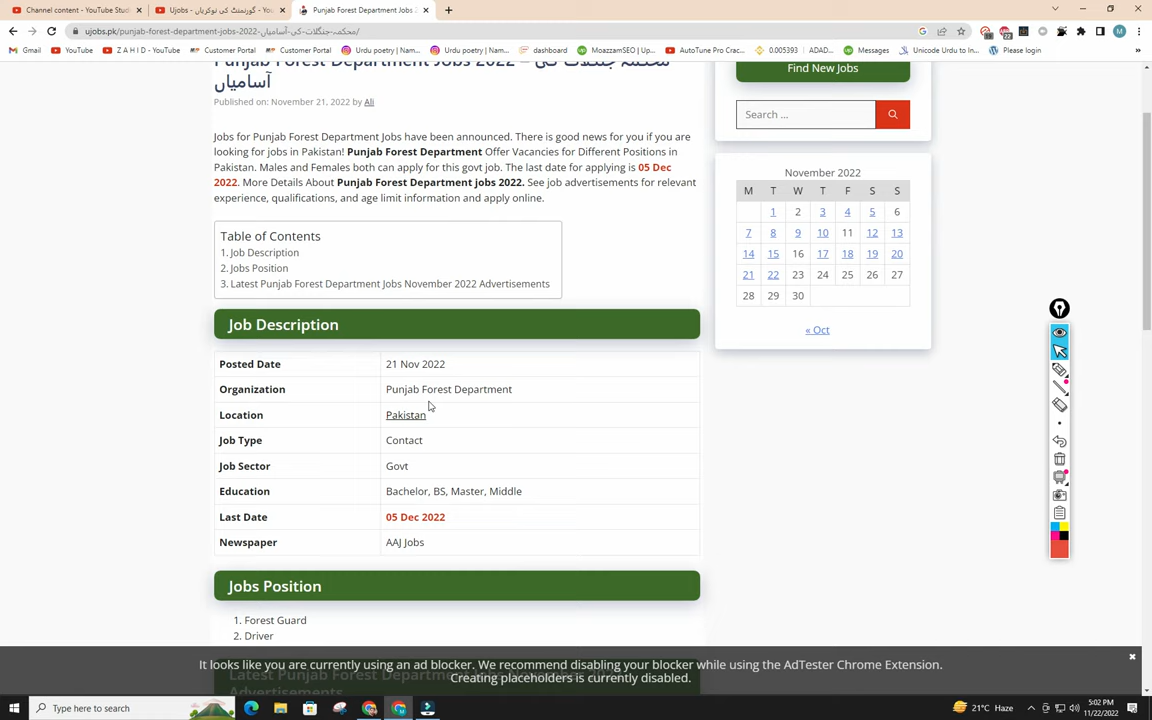 Channel content - YouTube Stud
Ujobs - گورنمنٹ کی نوکریاں - You
Punjab Forest Department Jobs 2
ujobs.pk/punjab-forest-department-jobs-2022-محکمہ-جنگلات-کی-آسامیاں/
Gmail YouTube Z A H I D - YouTube Customer Portal Customer Portal Urdu poetry | Nam... Urdu poetry | Nam... dashboard MoazzamSEO | Up... AutoTune Pro Crac... 0.005393 | ADAD... Messages Unicode Urdu to In... Please login
Punjab Forest Department Jobs 2022 – محکمہ جنگلات کی
آسامیاں
Published on: November 21, 2022 by Ali
Jobs for Punjab Forest Department Jobs have been announced. There is good news for you if you are
looking for jobs in Pakistan! Punjab Forest Department Offer Vacancies for Different Positions in
Pakistan. Males and Females both can apply for this govt job. The last date for applying is 05 Dec
2022. More Details About Punjab Forest Department jobs 2022. See job advertisements for relevant
experience, qualifications, and age limit information and apply online.
Table of Contents
1. Job Description
2. Jobs Position
3. Latest Punjab Forest Department Jobs November 2022 Advertisements
Job Description
Posted Date 21 Nov 2022
Organization Punjab Forest Department
Location Pakistan
Job Type Contact
Job Sector Govt
Education Bachelor, BS, Master, Middle
Last Date 05 Dec 2022
Newspaper AAJ Jobs
Jobs Position
1. Forest Guard
2. Driver
Find New Jobs
Search ...
November 2022
M T W T F S S
1 2 3 4 5 6
7 8 9 10 11 12 13
14 15 16 17 18 19 20
21 22 23 24 25 26 27
28 29 30
« Oct
It looks like you are currently using an ad blocker. We recommend disabling your blocker while using the AdTester Chrome Extension.
Creating placeholders is currently disabled.
Type here to search
21°C Haze
5:02 PM
11/22/2022